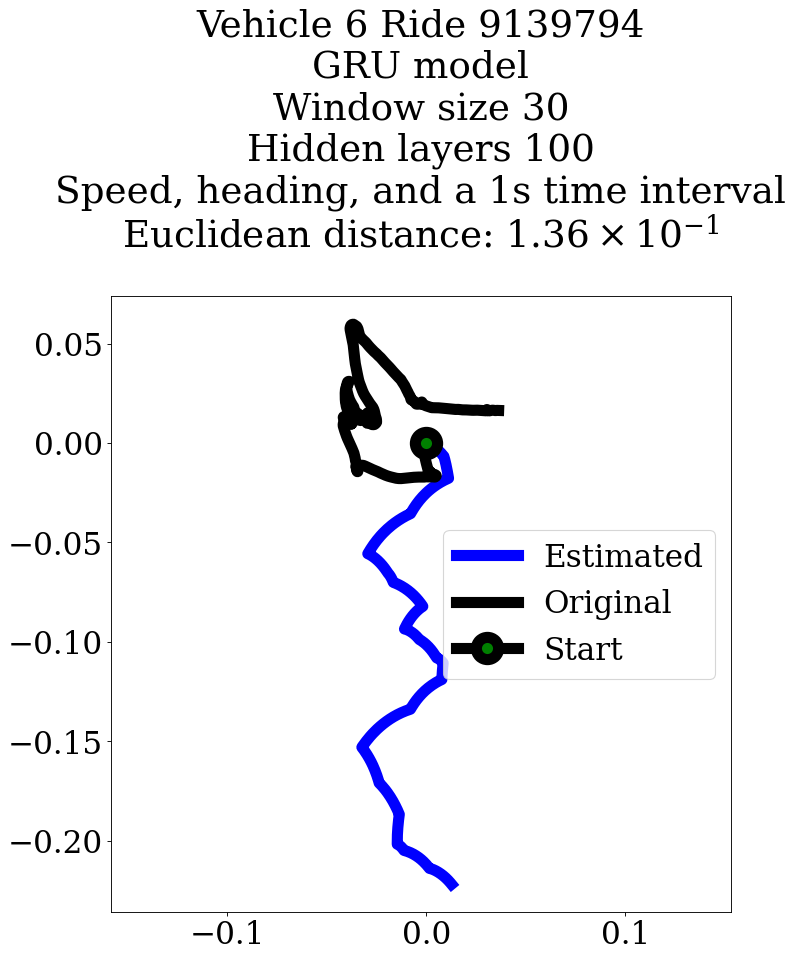 Vehicle 6 Ride 9139794
GRU model
Window size 30
Hidden layers 100
Speed, heading, and a 1s time interval
Euclidean distance: 1.36 × 10⁻¹
0.05
0.00
−0.05
−0.10
−0.15
−0.20
Estimated
Original
Start
−0.1
0.0
0.1